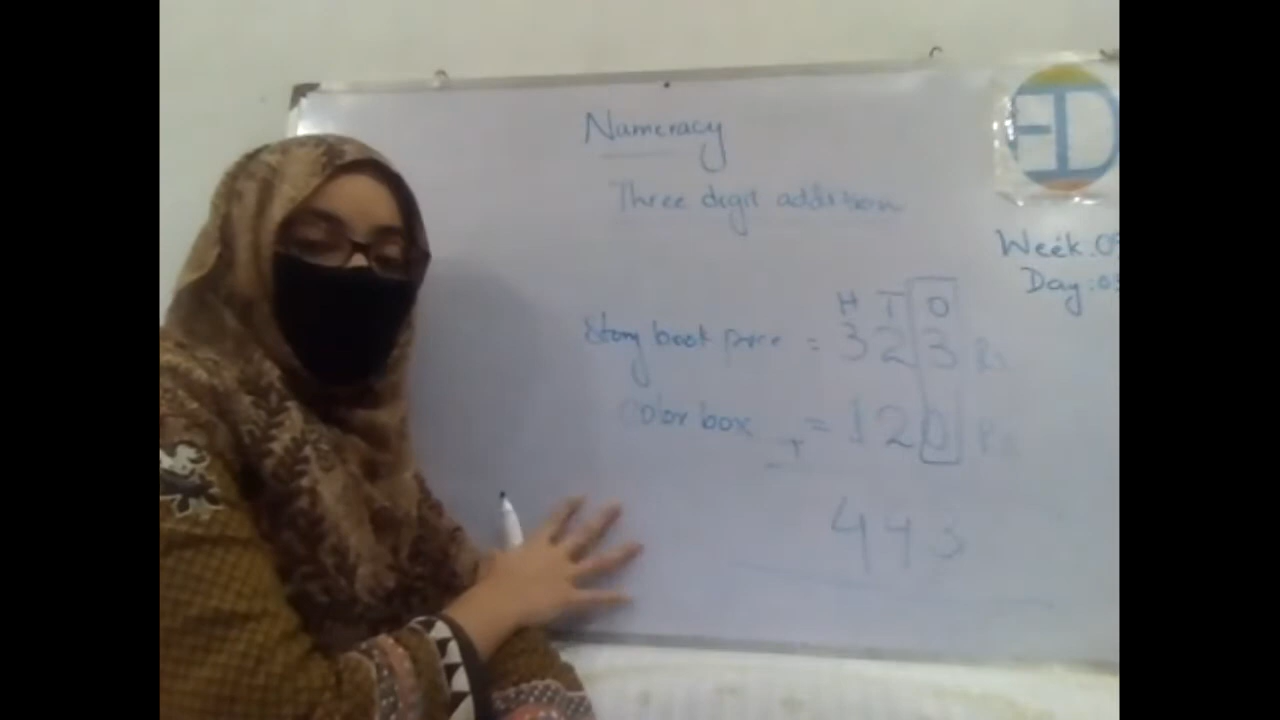 Numeracy
Three digit addition
Week:0
Day:0
H T O
Story book price = 323 Rs
Color box = 120 Rs
+
443